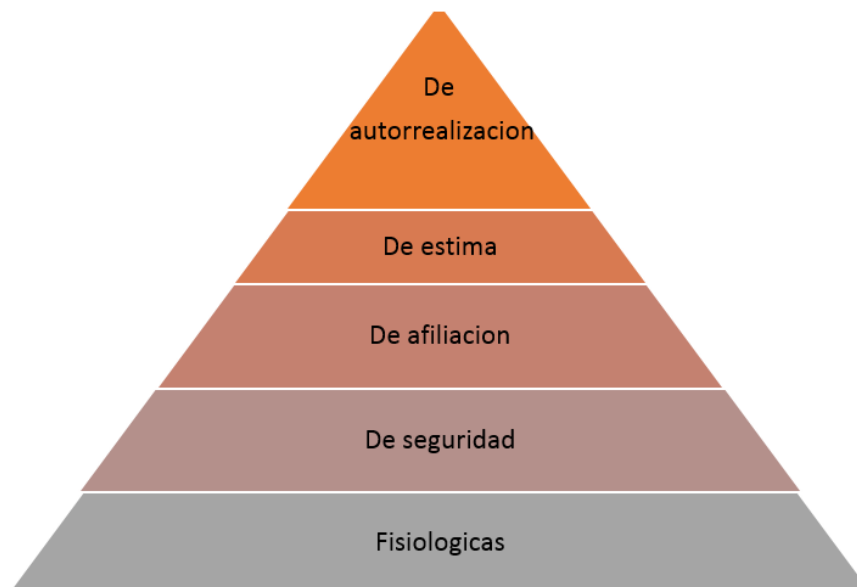 De
autorrealizacion
De estima
De afiliacion
De seguridad
Fisiologicas